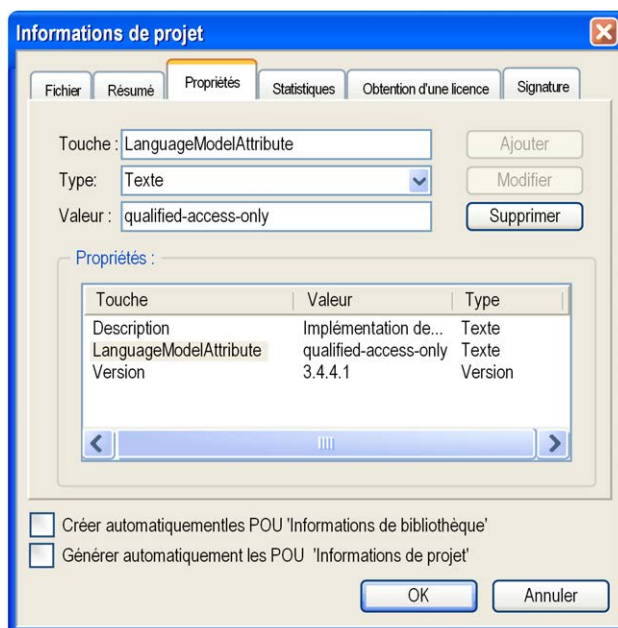 Informations de projet
Fichier Résumé Propriétés Statistiques Obtention d'une licence Signature
Touche : LanguageModelAttribute Ajouter
Type: Texte Modifier
Valeur : qualified-access-only Supprimer
Propriétés :
Touche Valeur Type
Description Implémentation de... Texte
LanguageModelAttribute qualified-access-only Texte
Version 3.4.4.1 Version
Créer automatiquementles POU 'Informations de bibliothèque'
Générer automatiquement les POU 'Informations de projet'
OK Annuler